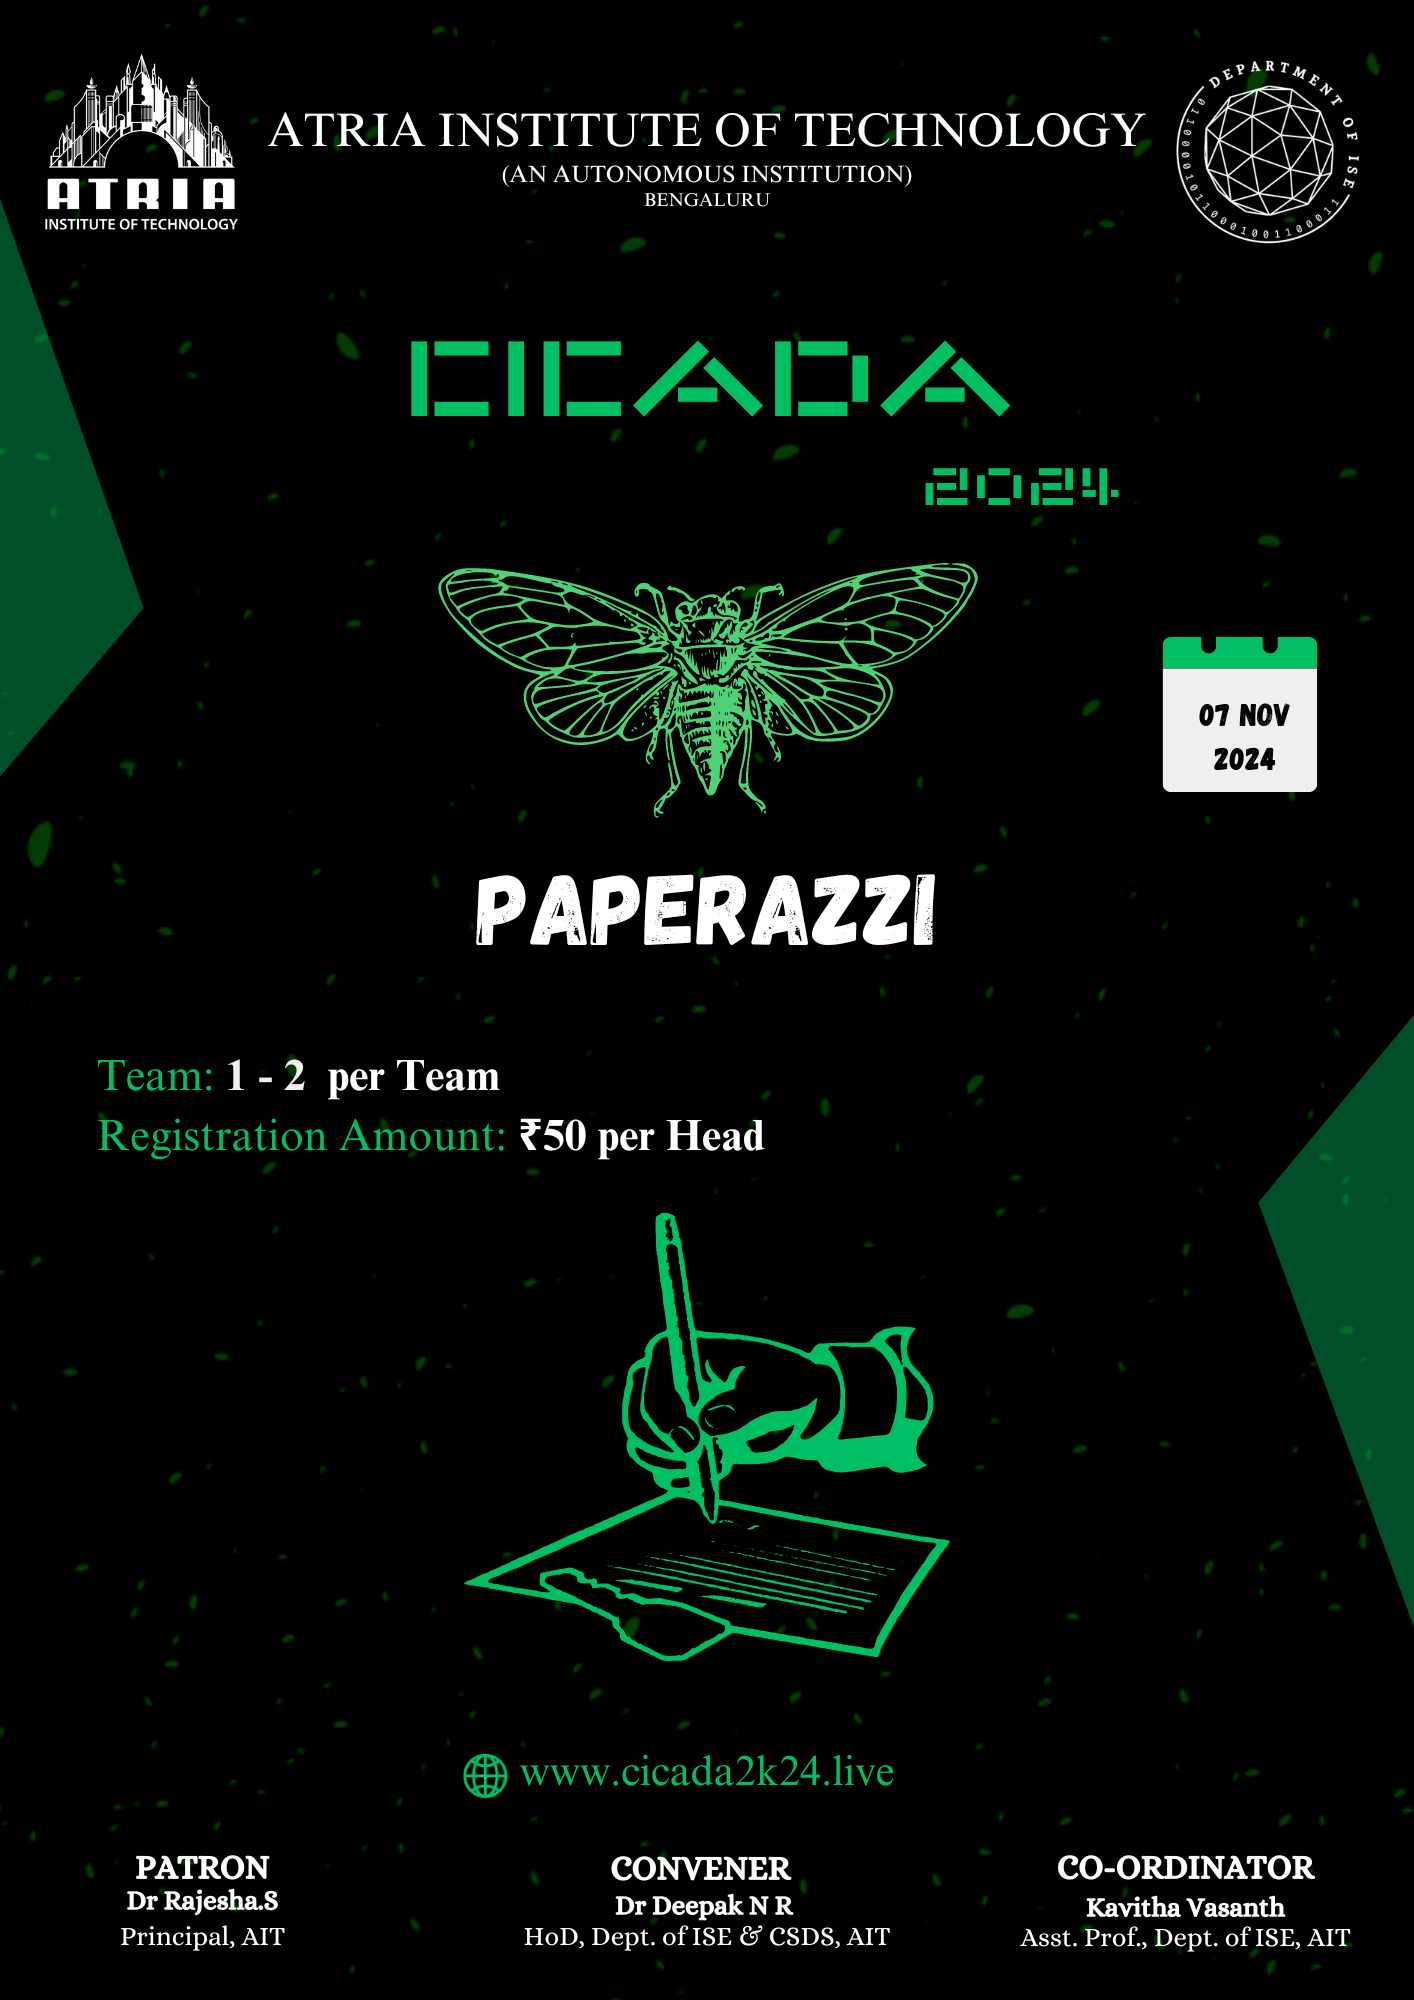 ATRIA
INSTITUTE OF TECHNOLOGY
ATRIA INSTITUTE OF TECHNOLOGY
(AN AUTONOMOUS INSTITUTION)
BENGALURU
DEPARTMENT OF ISE
CICADA
2024
07 NOV
2024
PAPERAZZI
Team: 1 - 2 per Team
Registration Amount: ₹50 per Head
www.cicada2k24.live
PATRON
Dr Rajesha.S
Principal, AIT
CONVENER
Dr Deepak N R
HoD, Dept. of ISE & CSDS, AIT
CO-ORDINATOR
Kavitha Vasanth
Asst. Prof., Dept. of ISE, AIT